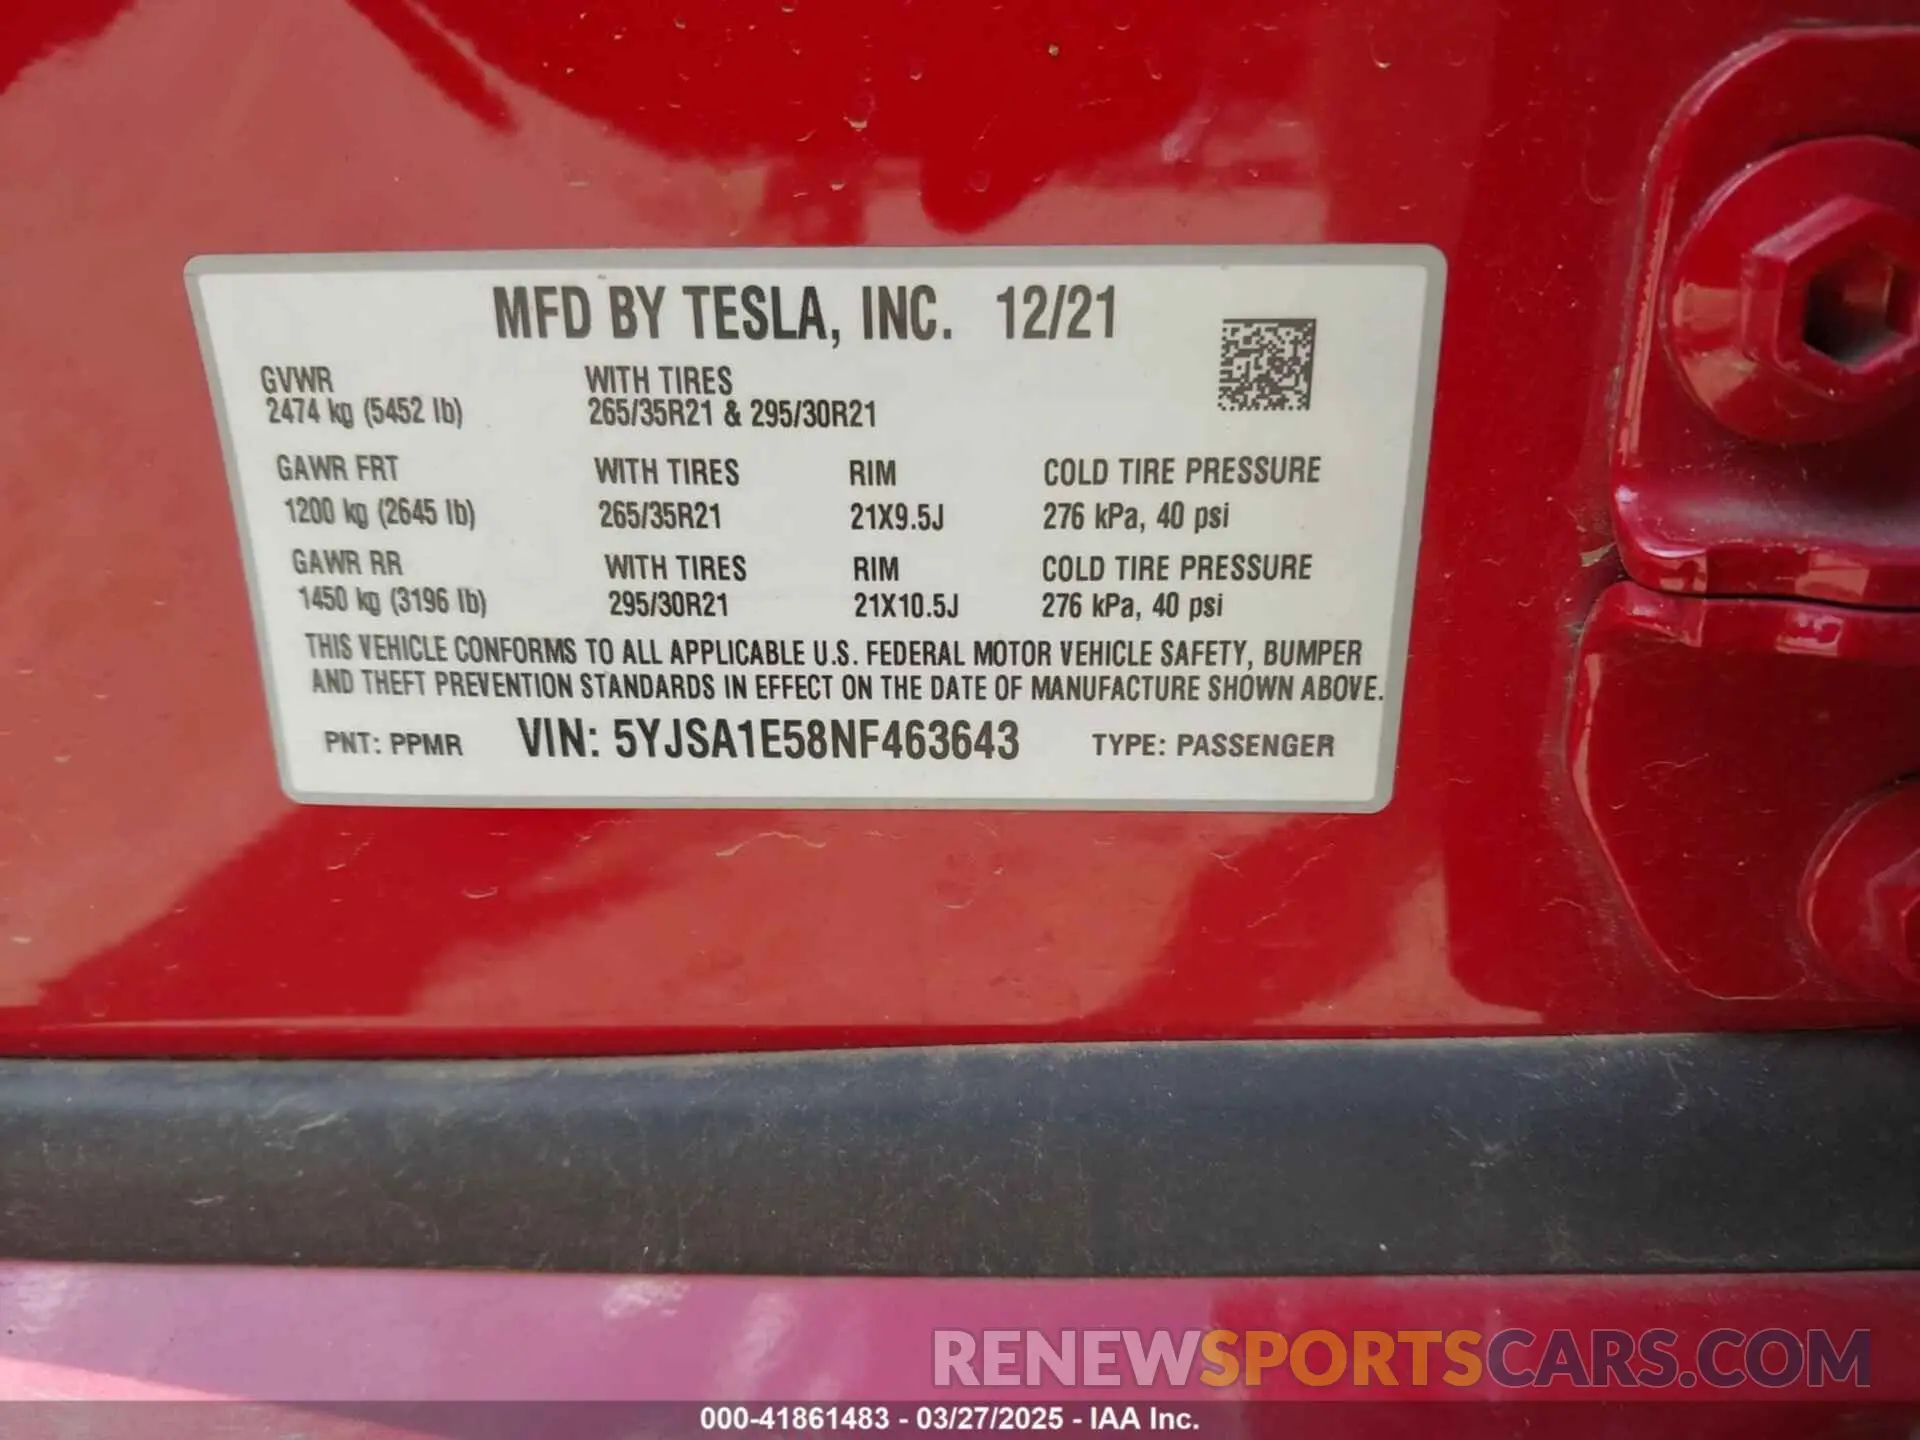 MFD BY TESLA, INC. 12/21
GVWR WITH TIRES
2474 kg (5452 lb) 265/35R21 & 295/30R21
GAWR FRT WITH TIRES RIM COLD TIRE PRESSURE
1200 kg (2645 lb) 265/35R21 21X9.5J 276 kPa, 40 psi
GAWR RR WITH TIRES RIM COLD TIRE PRESSURE
1450 kg (3196 lb) 295/30R21 21X10.5J 276 kPa, 40 psi
THIS VEHICLE CONFORMS TO ALL APPLICABLE U.S. FEDERAL MOTOR VEHICLE SAFETY, BUMPER
AND THEFT PREVENTION STANDARDS IN EFFECT ON THE DATE OF MANUFACTURE SHOWN ABOVE.
PNT: PPMR VIN: 5YJSA1E58NF463643 TYPE: PASSENGER
RENEWSPORTSCARS.COM
000-41861483 - 03/27/2025 - IAA Inc.